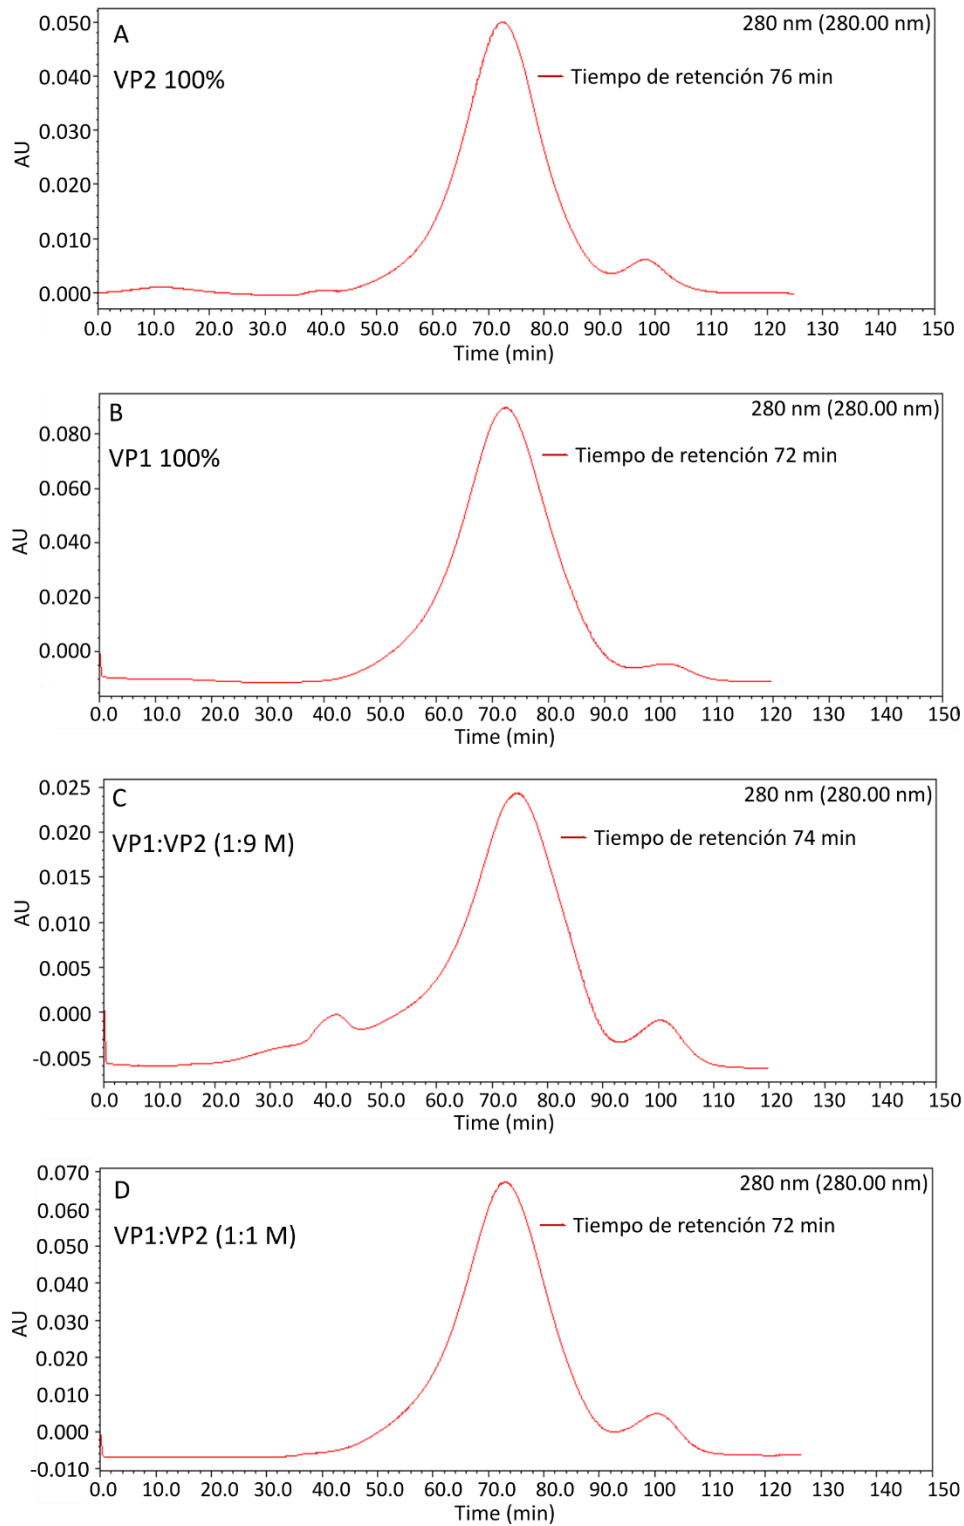 A
280 nm (280.00 nm)
VP2 100%
Tiempo de retención 76 min
AU
0.050
0.040
0.030
0.020
0.010
0.000
0.0 10.0 20.0 30.0 40.0 50.0 60.0 70.0 80.0 90.0 100 110 120 130 140 150
Time (min)
B
280 nm (280.00 nm)
VP1 100%
Tiempo de retención 72 min
AU
0.080
0.060
0.040
0.020
0.000
0.0 10.0 20.0 30.0 40.0 50.0 60.0 70.0 80.0 90.0 100 110 120 130 140 150
Time (min)
C
280 nm (280.00 nm)
VP1:VP2 (1:9 M)
Tiempo de retención 74 min
AU
0.025
0.020
0.015
0.010
0.005
0.000
-0.005
0.0 10.0 20.0 30.0 40.0 50.0 60.0 70.0 80.0 90.0 100 110 120 130 140 150
Time (min)
D
280 nm (280.00 nm)
VP1:VP2 (1:1 M)
Tiempo de retención 72 min
AU
0.070
0.060
0.050
0.040
0.030
0.020
0.010
0.000
-0.010
0.0 10.0 20.0 30.0 40.0 50.0 60.0 70.0 80.0 90.0 100 110 120 130 140 150
Time (min)